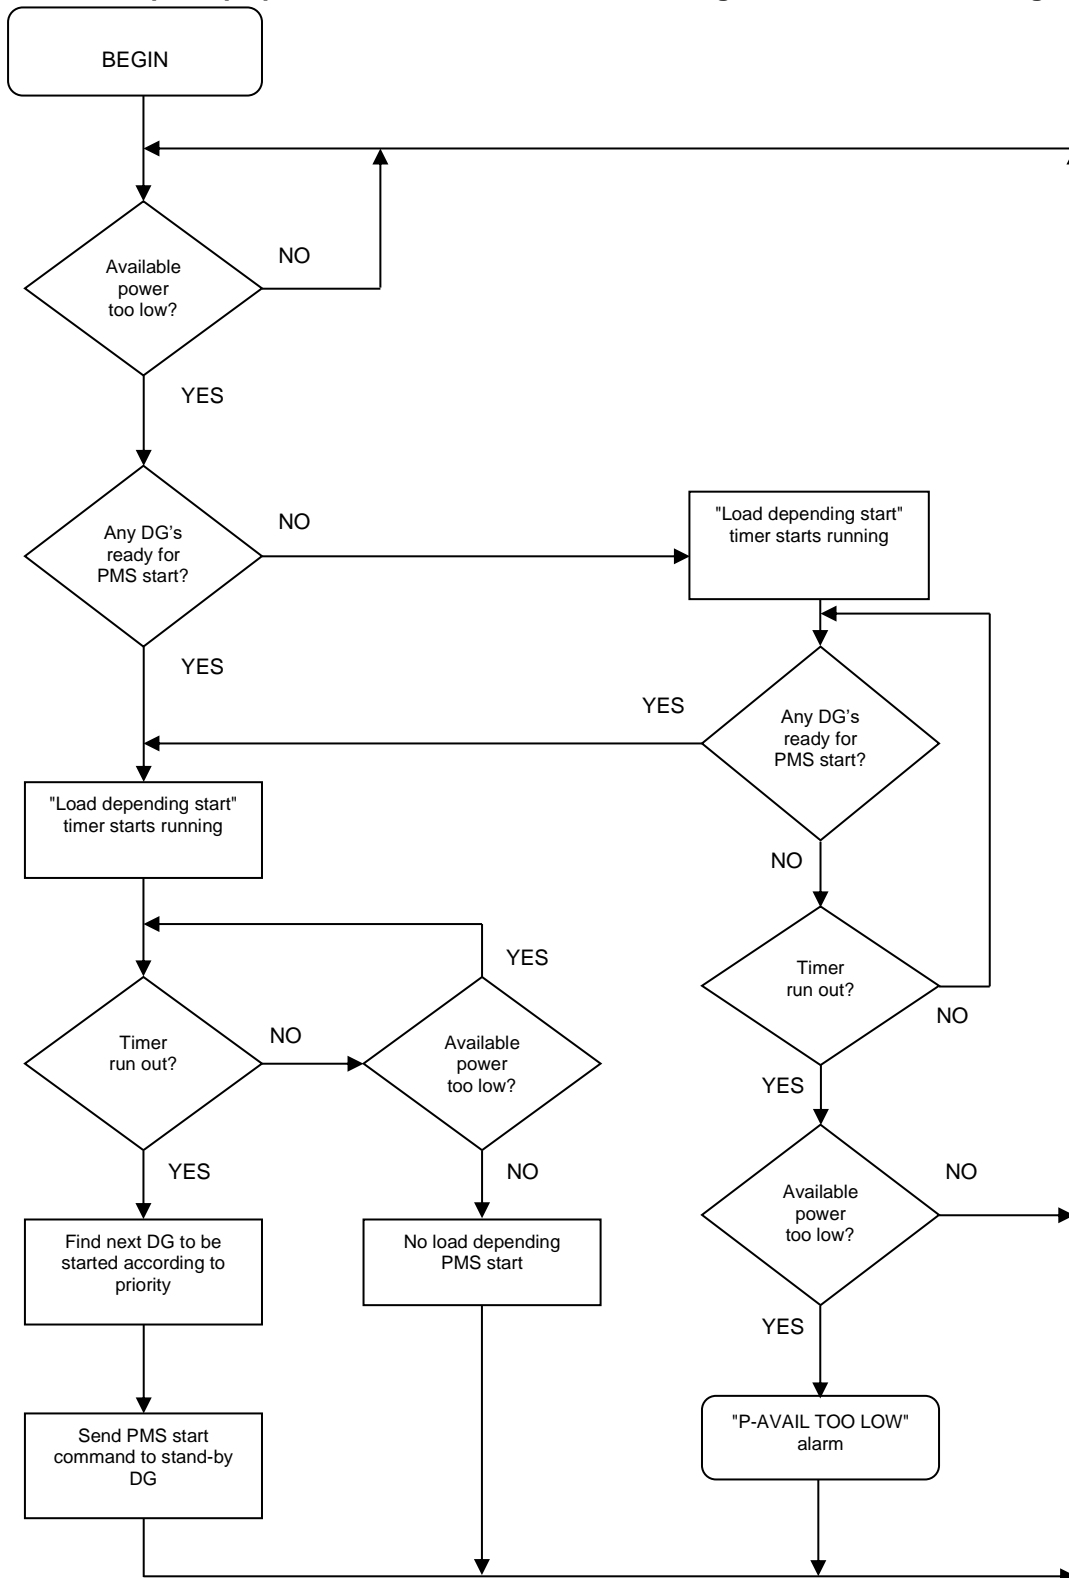 BEGIN
Available
power
too low?
NO
YES
Any DG's
ready for
PMS start?
NO
YES
"Load depending start"
timer starts running
Any DG's
ready for
PMS start?
YES
NO
"Load depending start"
timer starts running
Timer
run out?
NO
YES
Available
power
too low?
YES
NO
Timer
run out?
NO
YES
Find next DG to be
started according to
priority
No load depending
PMS start
Available
power
too low?
NO
YES
Send PMS start
command to stand-by
DG
"P-AVAIL TOO LOW"
alarm